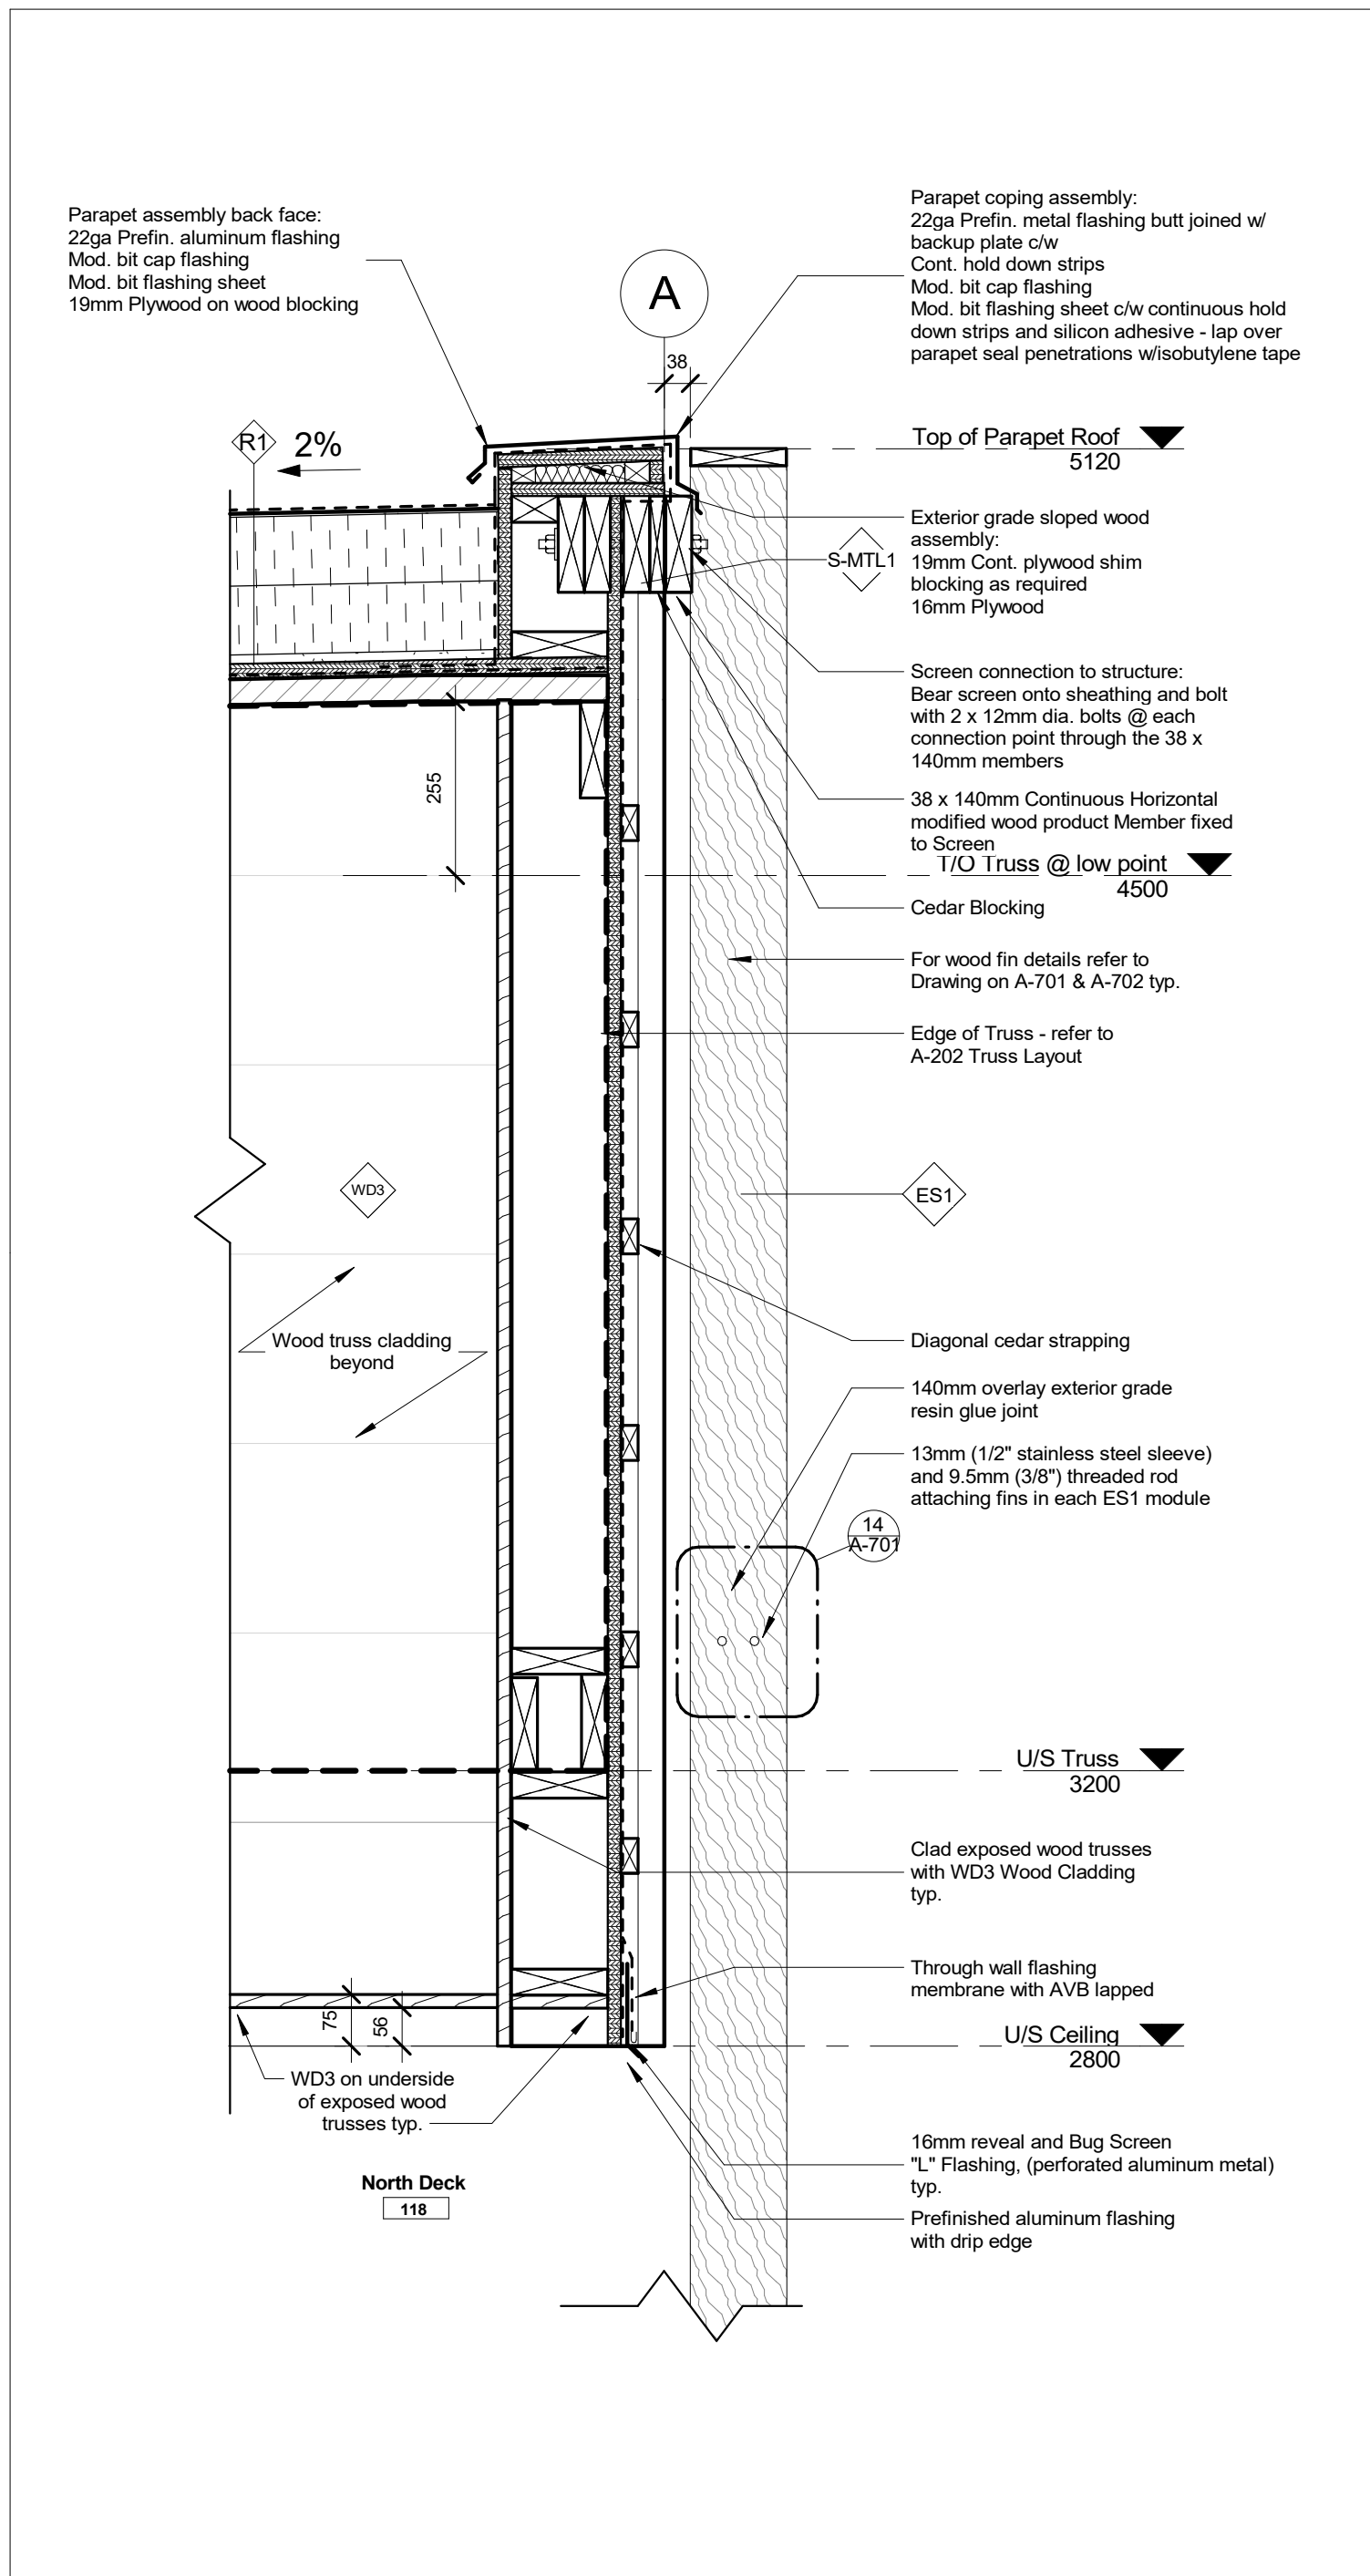 Parapet assembly back face:
22ga Prefin. aluminum flashing
Mod. bit cap flashing
Mod. bit flashing sheet
19mm Plywood on wood blocking
Parapet coping assembly:
22ga Prefin. metal flashing butt joined w/
backup plate c/w
Cont. hold down strips
Mod. bit cap flashing
Mod. bit flashing sheet c/w continuous hold
down strips and silicon adhesive - lap over
parapet seal penetrations w/isobutylene tape
A
38
R1
2%
Top of Parapet Roof
5120
Exterior grade sloped wood
assembly:
19mm Cont. plywood shim
blocking as required
16mm Plywood
S-MTL1
Screen connection to structure:
Bear screen onto sheathing and bolt
with 2 x 12mm dia. bolts @ each
connection point through the 38 x
140mm members
255
38 x 140mm Continuous Horizontal
modified wood product Member fixed
to Screen
T/O Truss @ low point
4500
Cedar Blocking
For wood fin details refer to
Drawing on A-701 & A-702 typ.
Edge of Truss - refer to
A-202 Truss Layout
WD3
ES1
Wood truss cladding
beyond
Diagonal cedar strapping
140mm overlay exterior grade
resin glue joint
13mm (1/2" stainless steel sleeve)
and 9.5mm (3/8") threaded rod
attaching fins in each ES1 module
14
A-701
U/S Truss
3200
Clad exposed wood trusses
with WD3 Wood Cladding
typ.
Through wall flashing
membrane with AVB lapped
75
56
U/S Ceiling
2800
WD3 on underside
of exposed wood
trusses typ.
16mm reveal and Bug Screen
"L" Flashing, (perforated aluminum metal)
typ.
North Deck
118
Prefinished aluminum flashing
with drip edge